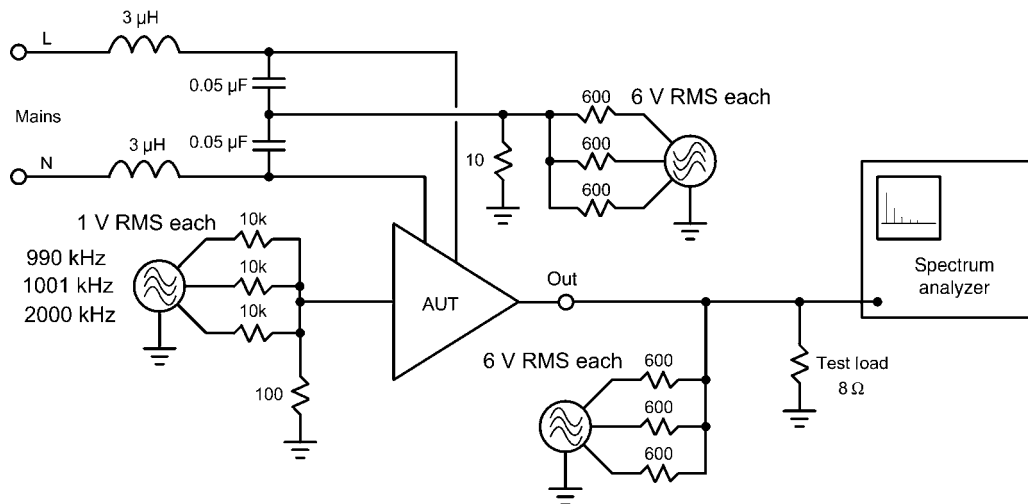 3 µH
L
0.05 µF
600
6 V RMS each
Mains
0.05 µF
3 µH
600
10
N
600
1 V RMS each
10k
990 kHz
10k
1001 kHz
2000 kHz
10k
AUT
Out
Spectrum
analyzer
6 V RMS each
600
Test load
8 Ω
100
600
600